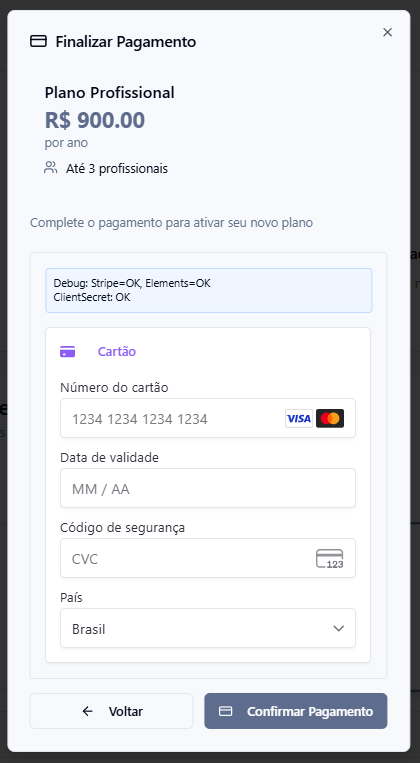 Finalizar Pagamento
Plano Profissional
R$ 900.00
por ano
Até 3 profissionais
Complete o pagamento para ativar seu novo plano
Debug: Stripe=OK, Elements=OK
ClientSecret: OK
Cartão
Número do cartão
1234 1234 1234 1234 VISA
Data de validade
MM / AA
Código de segurança
CVC 123
País
Brasil
Voltar
Confirmar Pagamento